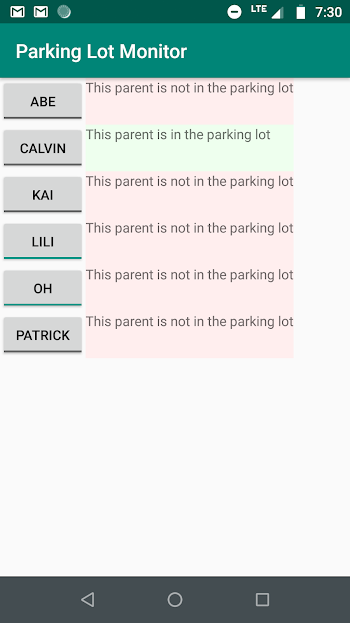 LTE 7:30
Parking Lot Monitor
ABE This parent is not in the parking lot
CALVIN This parent is in the parking lot
KAI This parent is not in the parking lot
LILI This parent is not in the parking lot
OH This parent is not in the parking lot
PATRICK This parent is not in the parking lot